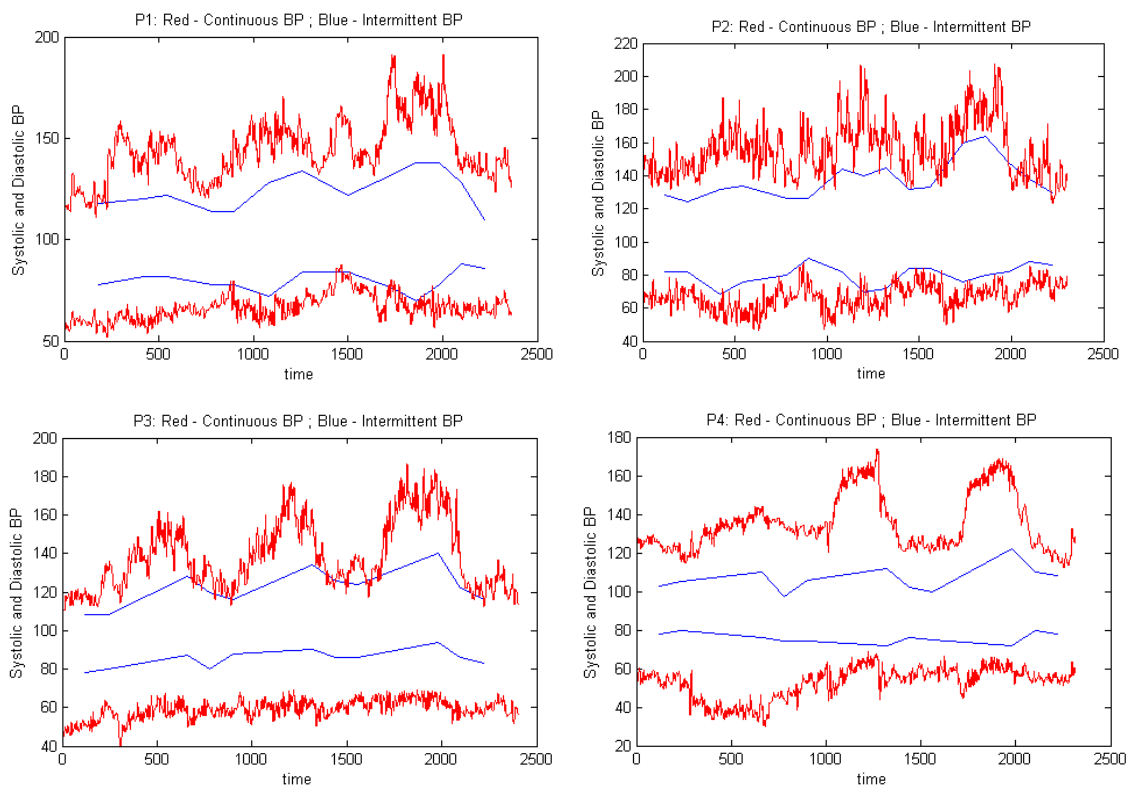 P1: Red - Continuous BP ; Blue - Intermittent BP
200
150
100
50
Systolic and Diastolic BP
0 500 1000 1500 2000 2500
time
P2: Red - Continuous BP ; Blue - Intermittent BP
220
200
180
160
140
120
100
80
60
40
Systolic and Diastolic BP
0 500 1000 1500 2000 2500
time
P3: Red - Continuous BP ; Blue - Intermittent BP
200
180
160
140
120
100
80
60
40
Systolic and Diastolic BP
0 500 1000 1500 2000 2500
time
P4: Red - Continuous BP ; Blue - Intermittent BP
180
160
140
120
100
80
60
40
20
Systolic and Diastolic BP
0 500 1000 1500 2000 2500
time